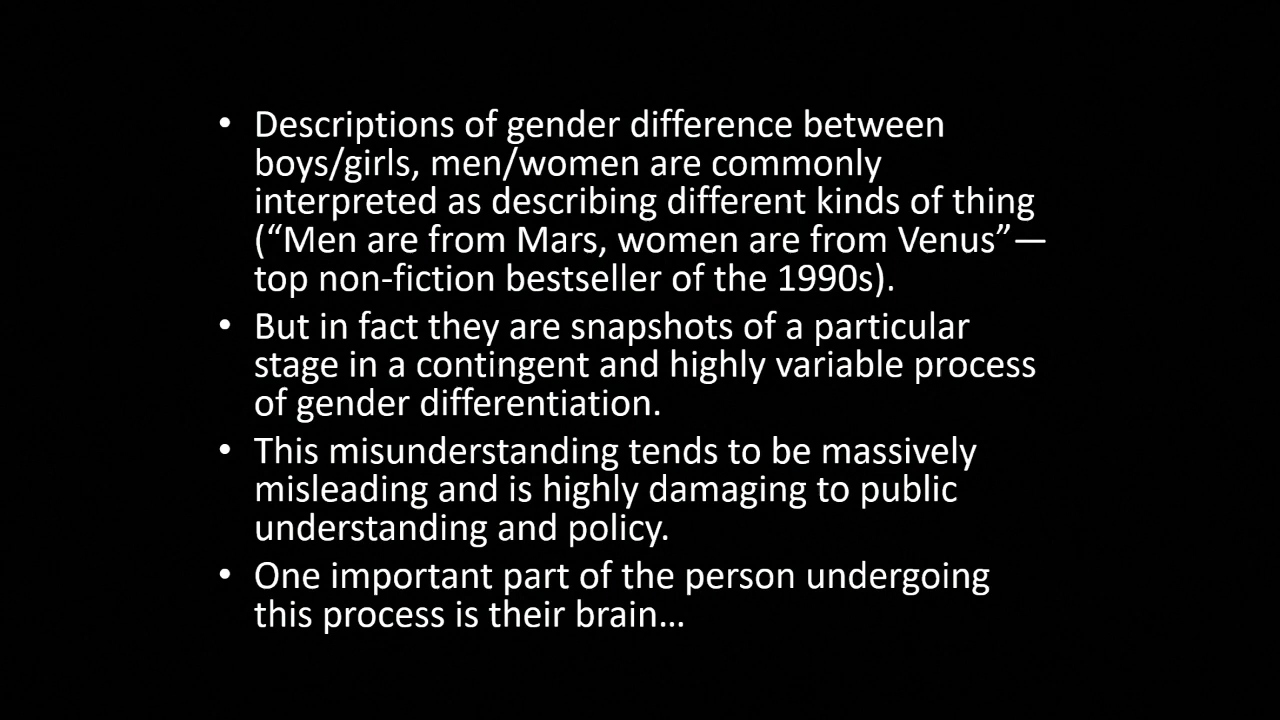 • Descriptions of gender difference between
boys/girls, men/women are commonly
interpreted as describing different kinds of thing
(“Men are from Mars, women are from Venus”—
top non-fiction bestseller of the 1990s).
• But in fact they are snapshots of a particular
stage in a contingent and highly variable process
of gender differentiation.
• This misunderstanding tends to be massively
misleading and is highly damaging to public
understanding and policy.
• One important part of the person undergoing
this process is their brain…